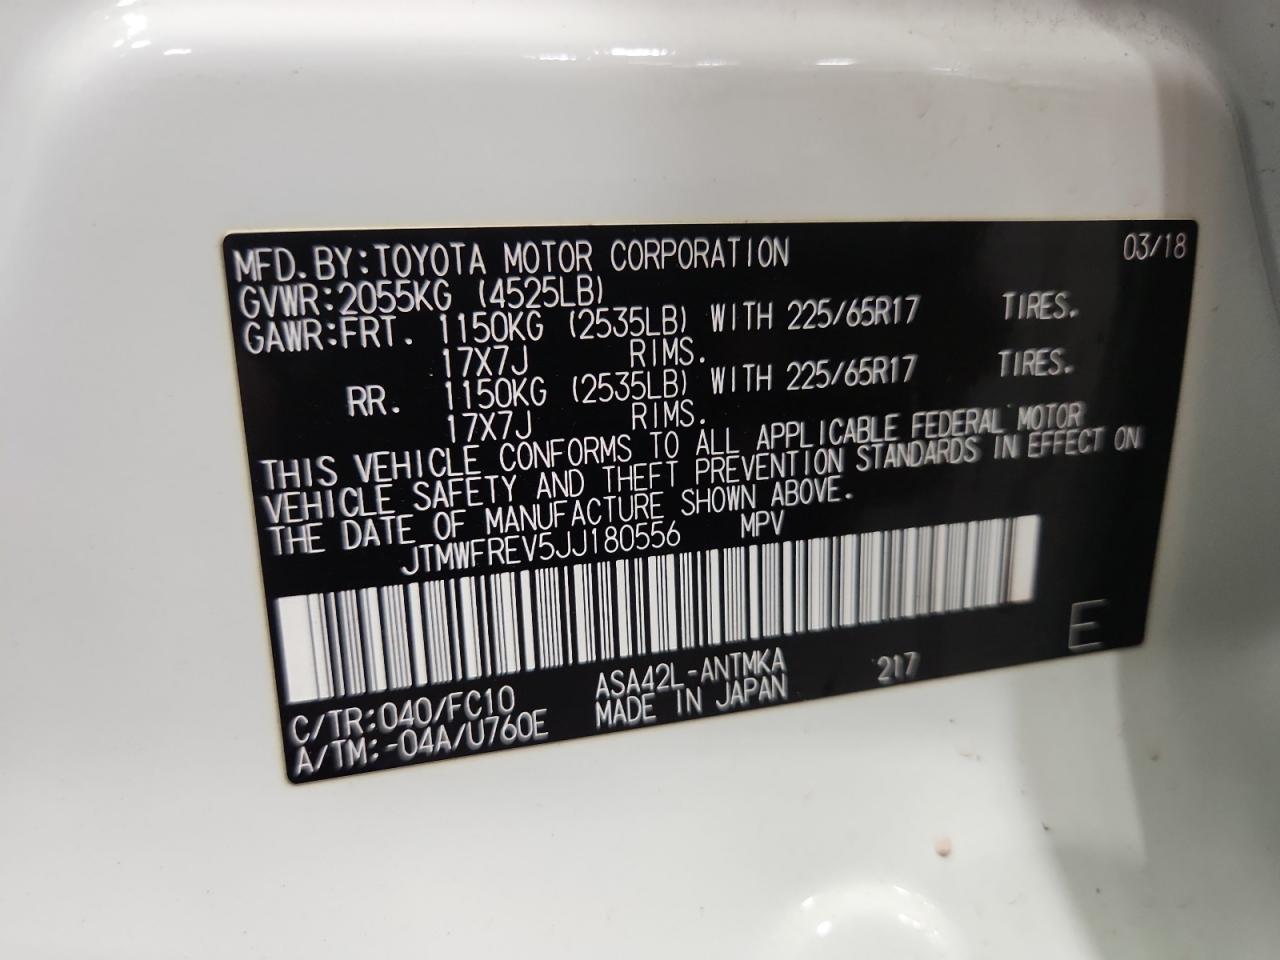 MFD.BY:TOYOTA MOTOR CORPORATION 03/18
GVWR:2055KG (4525LB)
GAWR:FRT. 1150KG (2535LB) WITH 225/65R17 TIRES.
17X7J RIMS.
RR. 1150KG (2535LB) WITH 225/65R17 TIRES.
17X7J RIMS.
THIS VEHICLE CONFORMS TO ALL APPLICABLE FEDERAL MOTOR
VEHICLE SAFETY AND THEFT PREVENTION STANDARDS IN EFFECT ON
THE DATE OF MANUFACTURE SHOWN ABOVE.
JTMWFREV5JJ180556 MPV
E
C/TR:040/FC10 ASA42L-ANTMKA 217
A/TM:-04A/U760E MADE IN JAPAN